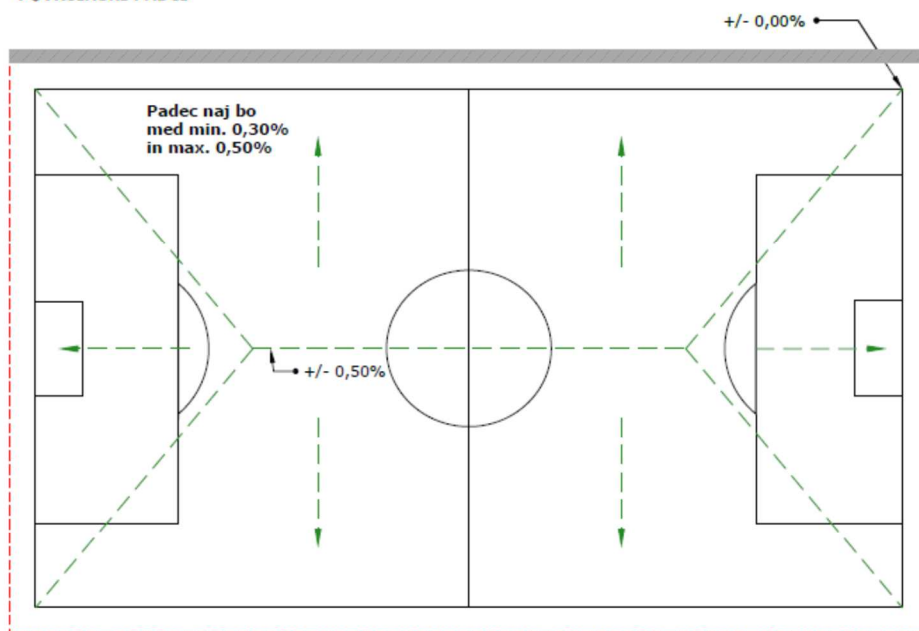 +/- 0,00%
Padec naj bo
med min. 0,30%
in max. 0,50%
+/- 0,50%